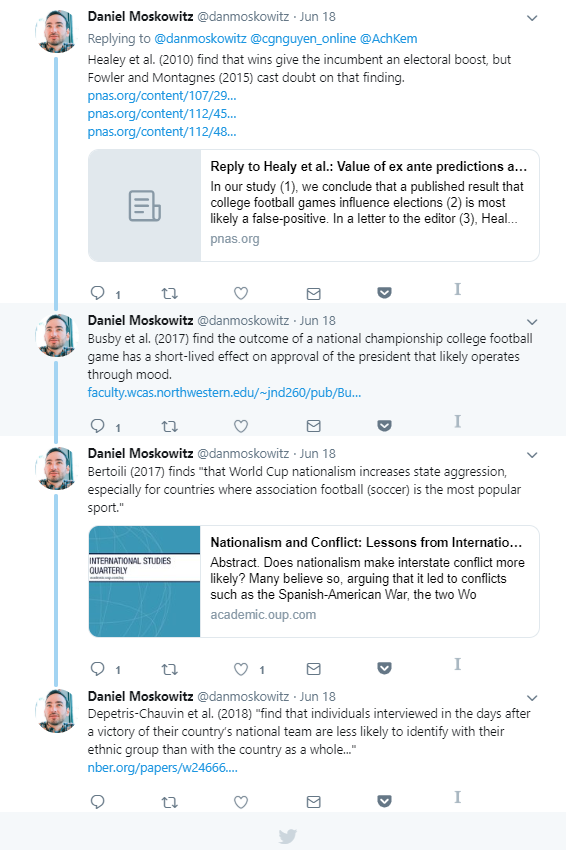 Daniel Moskowitz @danmoskowitz · Jun 18
Replying to @danmoskowitz @cgnguyen_online @AchKem
Healey et al. (2010) find that wins give the incumbent an electoral boost, but
Fowler and Montagnes (2015) cast doubt on that finding.
pnas.org/content/107/29...
pnas.org/content/112/45...
pnas.org/content/112/48...
Reply to Healy et al.: Value of ex ante predictions a...
In our study (1), we conclude that a published result that
college football games influence elections (2) is most
likely a false-positive. In a letter to the editor (3), Heal...
pnas.org
1
Daniel Moskowitz @danmoskowitz · Jun 18
Busby et al. (2017) find the outcome of a national championship college football
game has a short-lived effect on approval of the president that likely operates
through mood.
faculty.wcas.northwestern.edu/~jnd260/pub/Bu...
1
Daniel Moskowitz @danmoskowitz · Jun 18
Bertoili (2017) finds "that World Cup nationalism increases state aggression,
especially for countries where association football (soccer) is the most popular
sport."
INTERNATIONAL STUDIES
QUARTERLY
Nationalism and Conflict: Lessons from Internatio...
Abstract. Does nationalism make interstate conflict more
likely? Many believe so, arguing that it led to conflicts
such as the Spanish-American War, the two Wo
academic.oup.com
1 1
Daniel Moskowitz @danmoskowitz · Jun 18
Depetris-Chauvin et al. (2018) "find that individuals interviewed in the days after
a victory of their country's national team are less likely to identify with their
ethnic group than with the country as a whole..."
nber.org/papers/w24666....